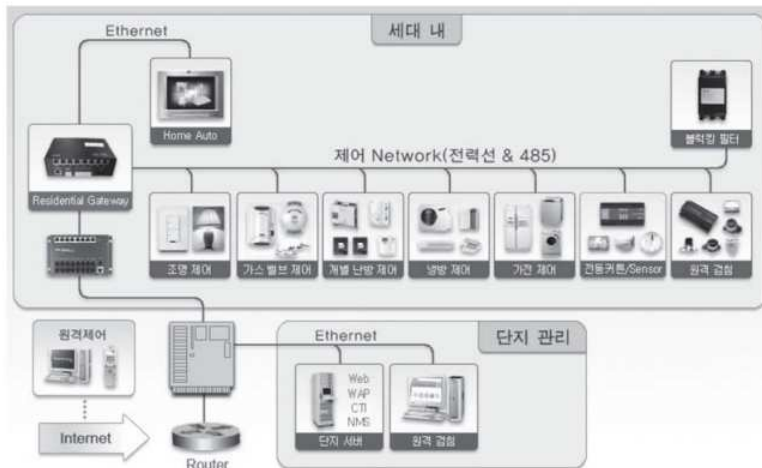 세대 내
Ethernet
Home Auto
블럭킹 필터
제어 Network(전력선 & 485)
Residential Gateway
조명 제어
가스 밸브 제어
개별 난방 제어
냉방 제어
가전 제어
전동커튼/Sensor
원격 검침
원격제어
Internet
Router
Ethernet
단지 관리
Web
WAP
CTI
NMS
단지 서버
원격 검침